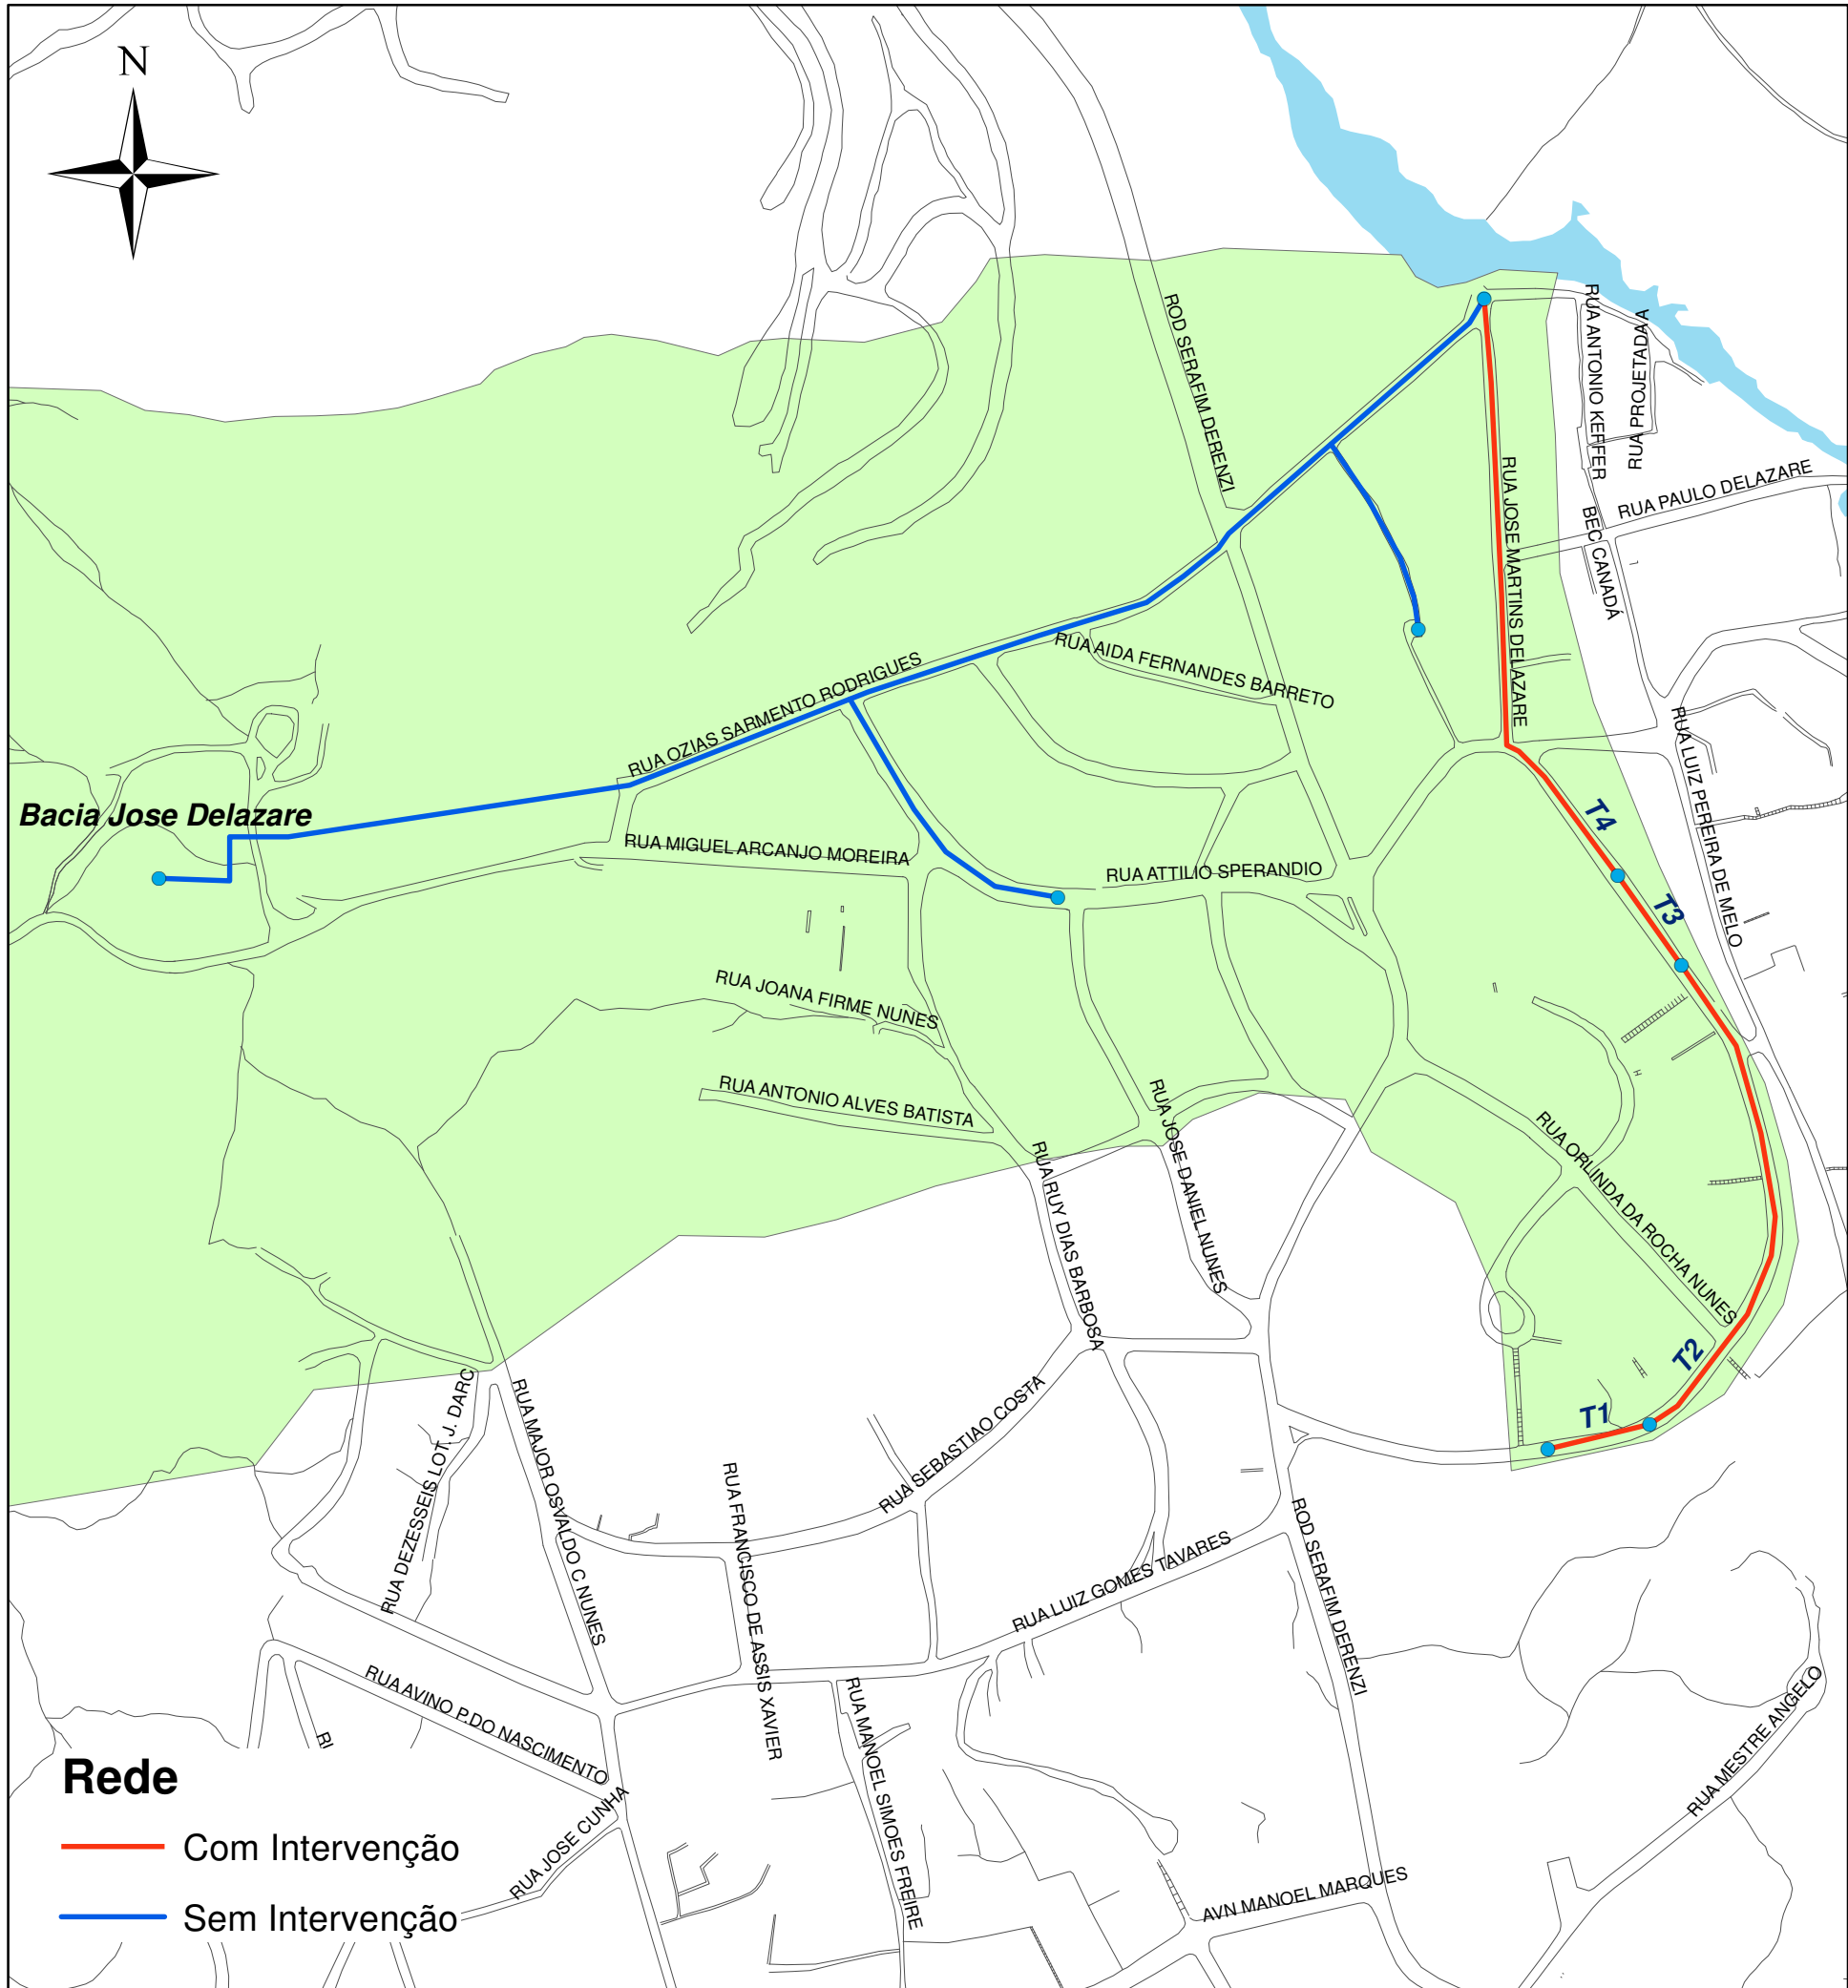 N
ROD SERAFIM DERENZI
RUA ANTONIO KEFFER
RUA PROJETADA A
RUA PAULO DELAZARE
RUA JOSE MARTINS DELAZARE
BEC CANADÁ
RUA AIDA FERNANDES BARRETO
RUA OZIAS SARMENTO RODRIGUES
RUA LUIZ PEREIRA DE MELO
Bacia Jose Delazare
T4
RUA MIGUEL ARCANJO MOREIRA
RUA ATTILIO SPERANDIO
T3
RUA JOANA FIRME NUNES
RUA ANTONIO ALVES BATISTA
RUA JOSE DANIEL NUNES
RUA ORLINDA DA ROCHA NUNES
RUA RUY DIAS BARBOSA
T2
T1
RUA DEZESSEIS LOT. J. DARC
RUA MAJOR OSVALDO C NUNES
RUA SEBASTIAO COSTA
RUA FRANCISCO DE ASSIS XAVIER
ROD SERAFIM DERENZI
RUA LUIZ GOMES TAVARES
RUA AVINO P.DO NASCIMENTO
RUA MANOEL SIMOES FREIRE
RUA MESTRE ANGELO
RUA JOSE CUNHA
AVN MANOEL MARQUES
Rede
Com Intervenção
Sem Intervenção